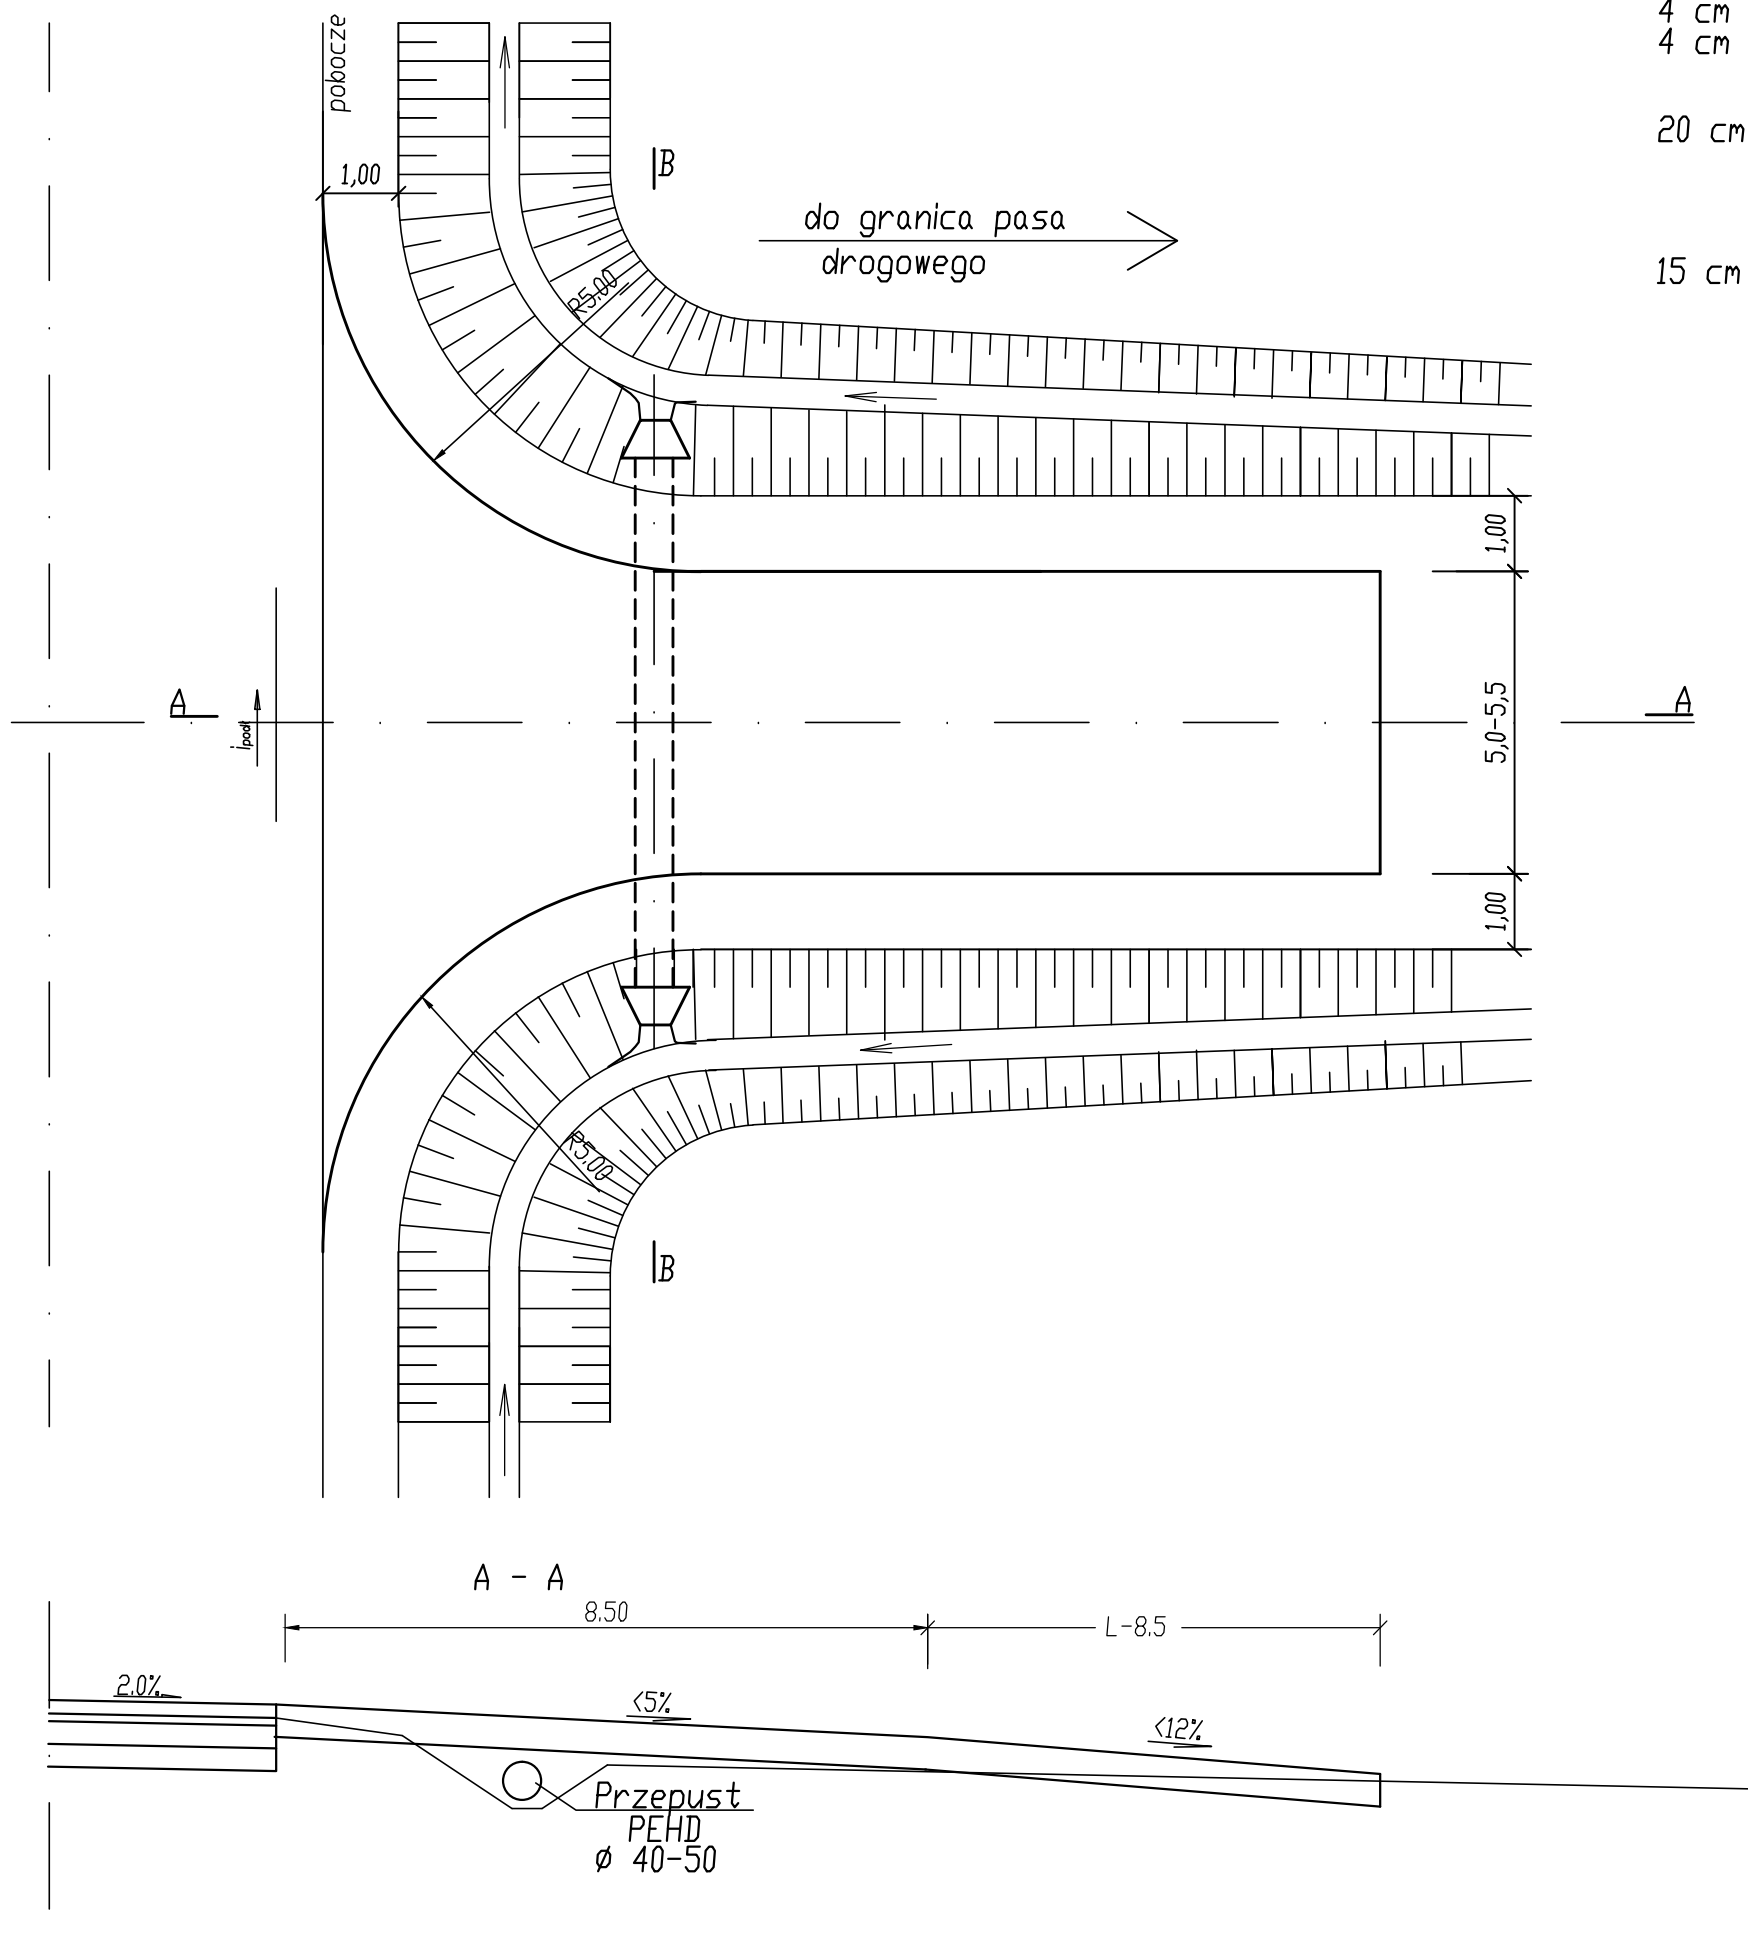 4 cm
4 cm
pobocze
20 cm
B
1,00
do granica pasa
drogowego
15 cm
R5,00
1,00
A
A
ipodł
5,0-5,5
1,00
R5,00
B
A - A
8,50
L-8,5
2,0%
<5%
<12%
Przepust
PEHD
ø 40-50